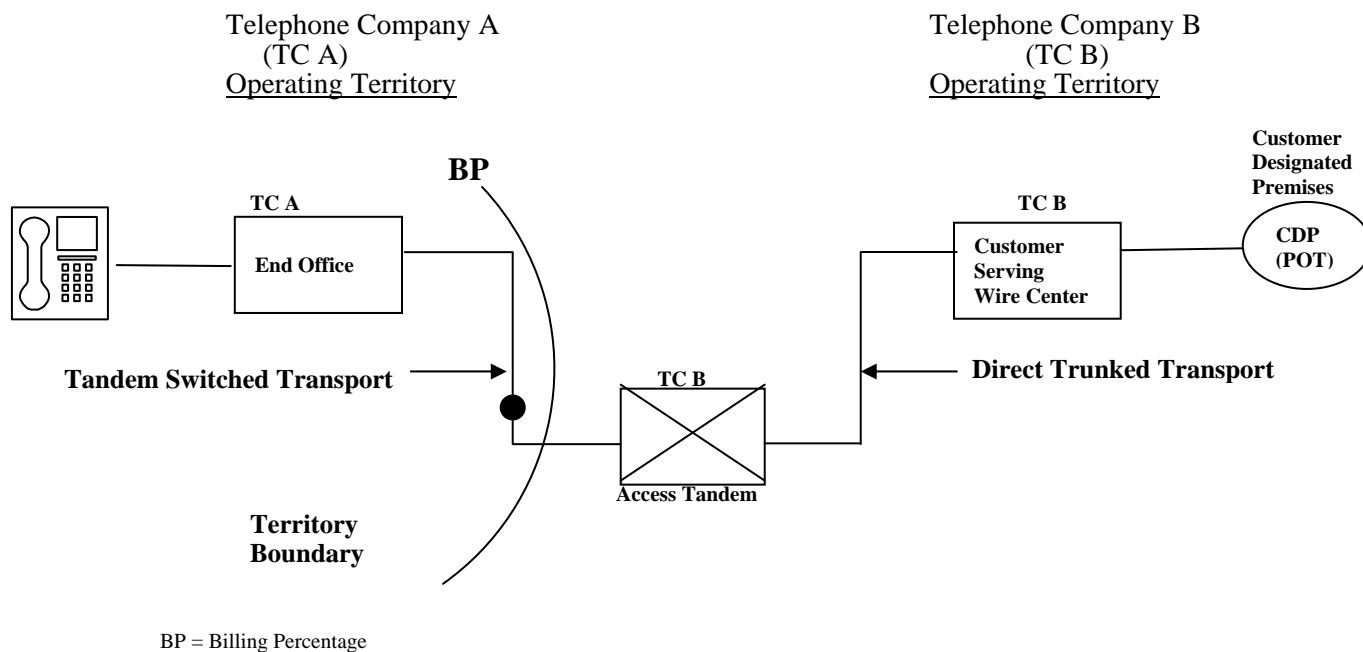 Telephone Company A
(TC A)
Operating Territory
Telephone Company B
(TC B)
Operating Territory
Customer
Designated
Premises
BP
TC A
End Office
TC B
Customer
Serving
Wire Center
CDP
(POT)
Tandem Switched Transport
TC B
Direct Trunked Transport
Access Tandem
Territory
Boundary
BP = Billing Percentage